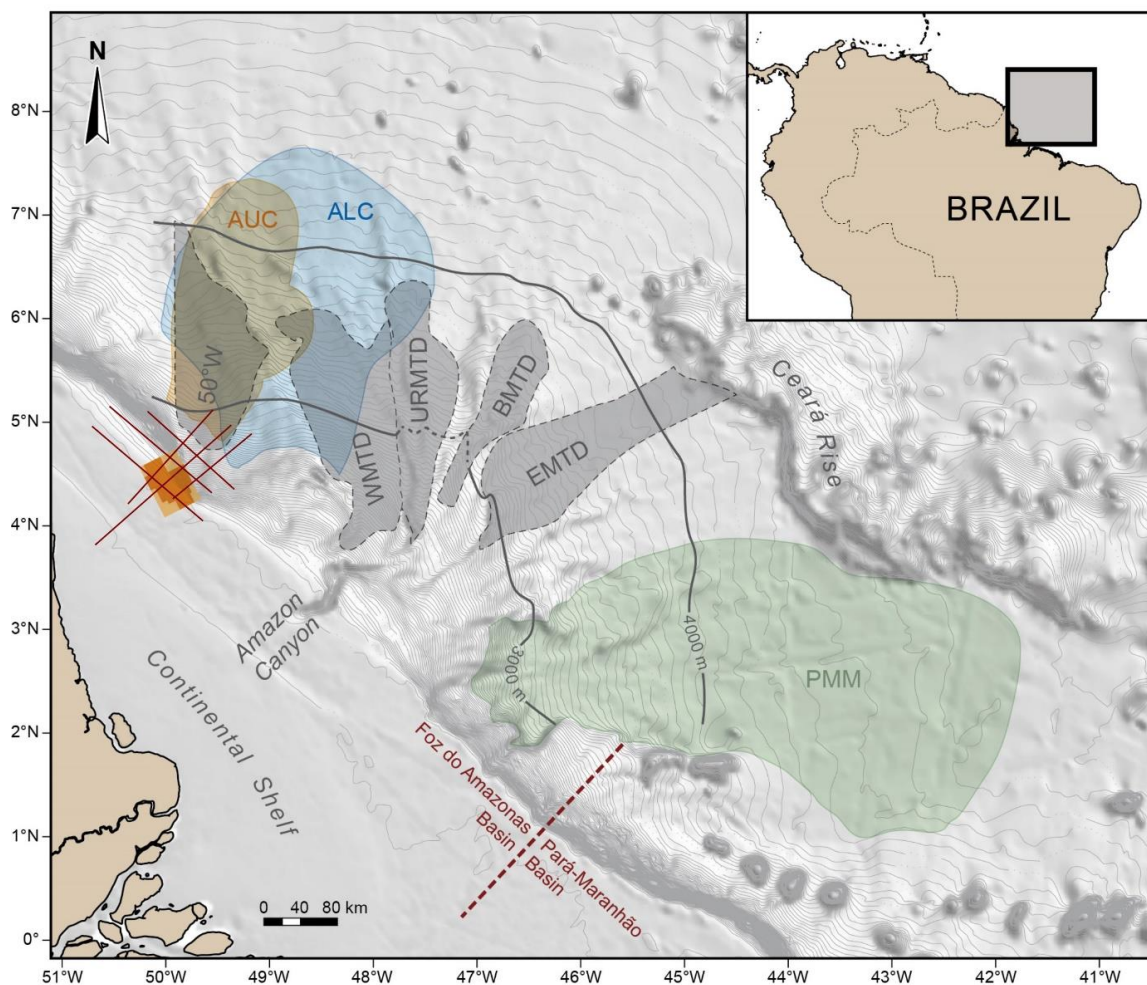 N
8°N
7°N
6°N
5°N
4°N
3°N
2°N
1°N
0°
BRAZIL
AUC
ALC
50°W
WMTD
URMTD
BMTD
EMTD
Ceará Rise
Amazon
Canyon
Continental Shelf
3000 m
4000 m
PMM
Foz do Amazonas
Basin
Pará-Maranhão
Basin
0 40 80 km
51°W 50°W 49°W 48°W 47°W 46°W 45°W 44°W 43°W 42°W 41°W